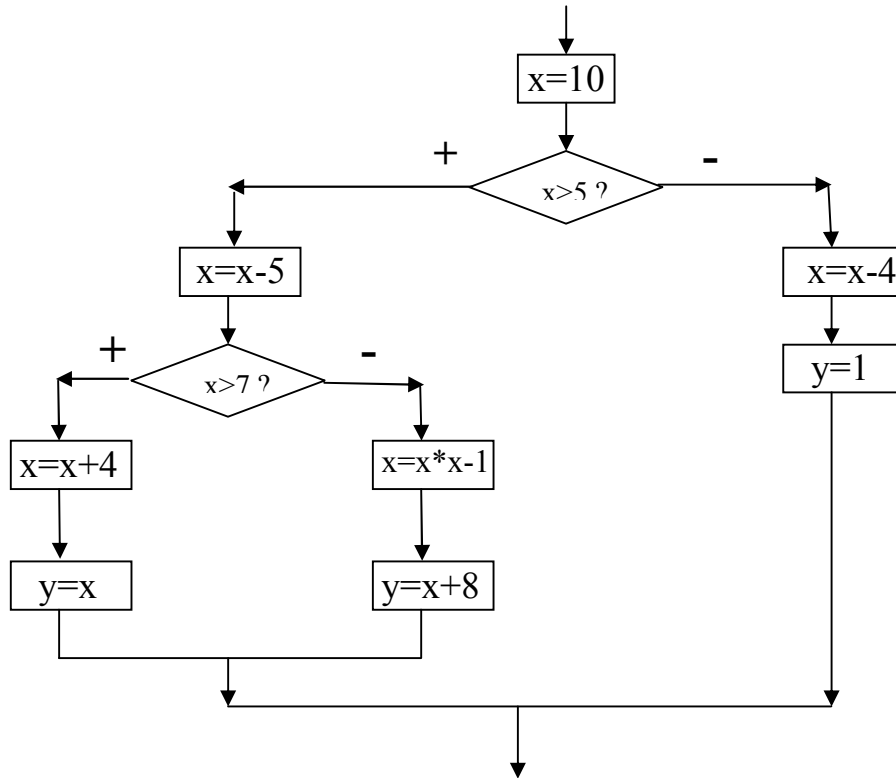 x=10
+
-
x>5 ?
x=x-5
x=x-4
+
-
x>7 ?
y=1
x=x+4
x=x*x-1
y=x
y=x+8